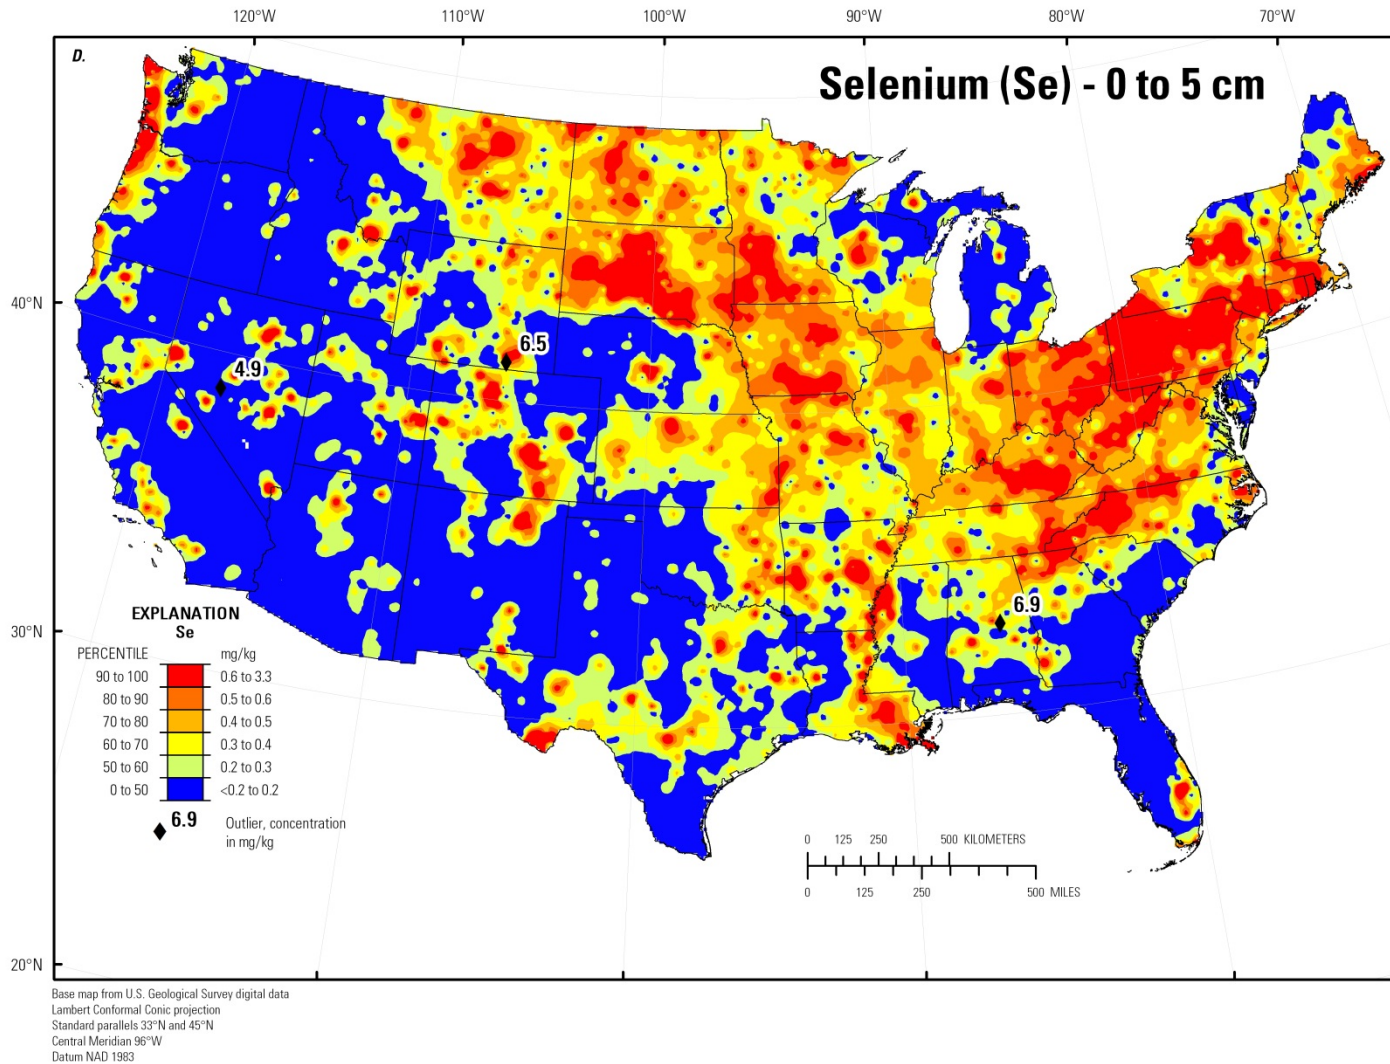 120°W 110°W 100°W 90°W 80°W 70°W
D.
Selenium (Se) - 0 to 5 cm
40°N
6.5
4.9
6.9
30°N
EXPLANATION
Se
PERCENTILE mg/kg
90 to 100 0.6 to 3.3
80 to 90 0.5 to 0.6
70 to 80 0.4 to 0.5
60 to 70 0.3 to 0.4
50 to 60 0.2 to 0.3
0 to 50 <0.2 to 0.2
6.9 Outlier, concentration
in mg/kg
0 125 250 500 KILOMETERS
0 125 250 500 MILES
20°N
Base map from U.S. Geological Survey digital data
Lambert Conformal Conic projection
Standard parallels 33°N and 45°N
Central Meridian 96°W
Datum NAD 1983